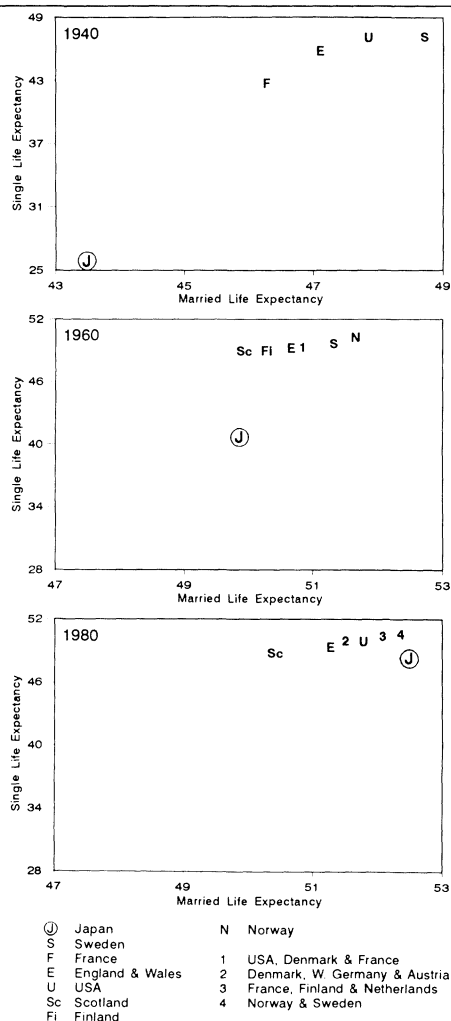 1940
Single Life Expectancy
49
43
37
31
25
E
U
S
F
J
43
45
47
49
Married Life Expectancy
1960
Single Life Expectancy
52
46
40
34
28
Sc Fi E 1 S N
J
47
49
51
53
Married Life Expectancy
1980
Single Life Expectancy
52
46
40
34
28
Sc E 2 U 3 4
J
47
49
51
53
Married Life Expectancy
J Japan
S Sweden
F France
E England & Wales
U USA
Sc Scotland
Fi Finland
N Norway
1 USA, Denmark & France
2 Denmark, W. Germany & Austria
3 France, Finland & Netherlands
4 Norway & Sweden